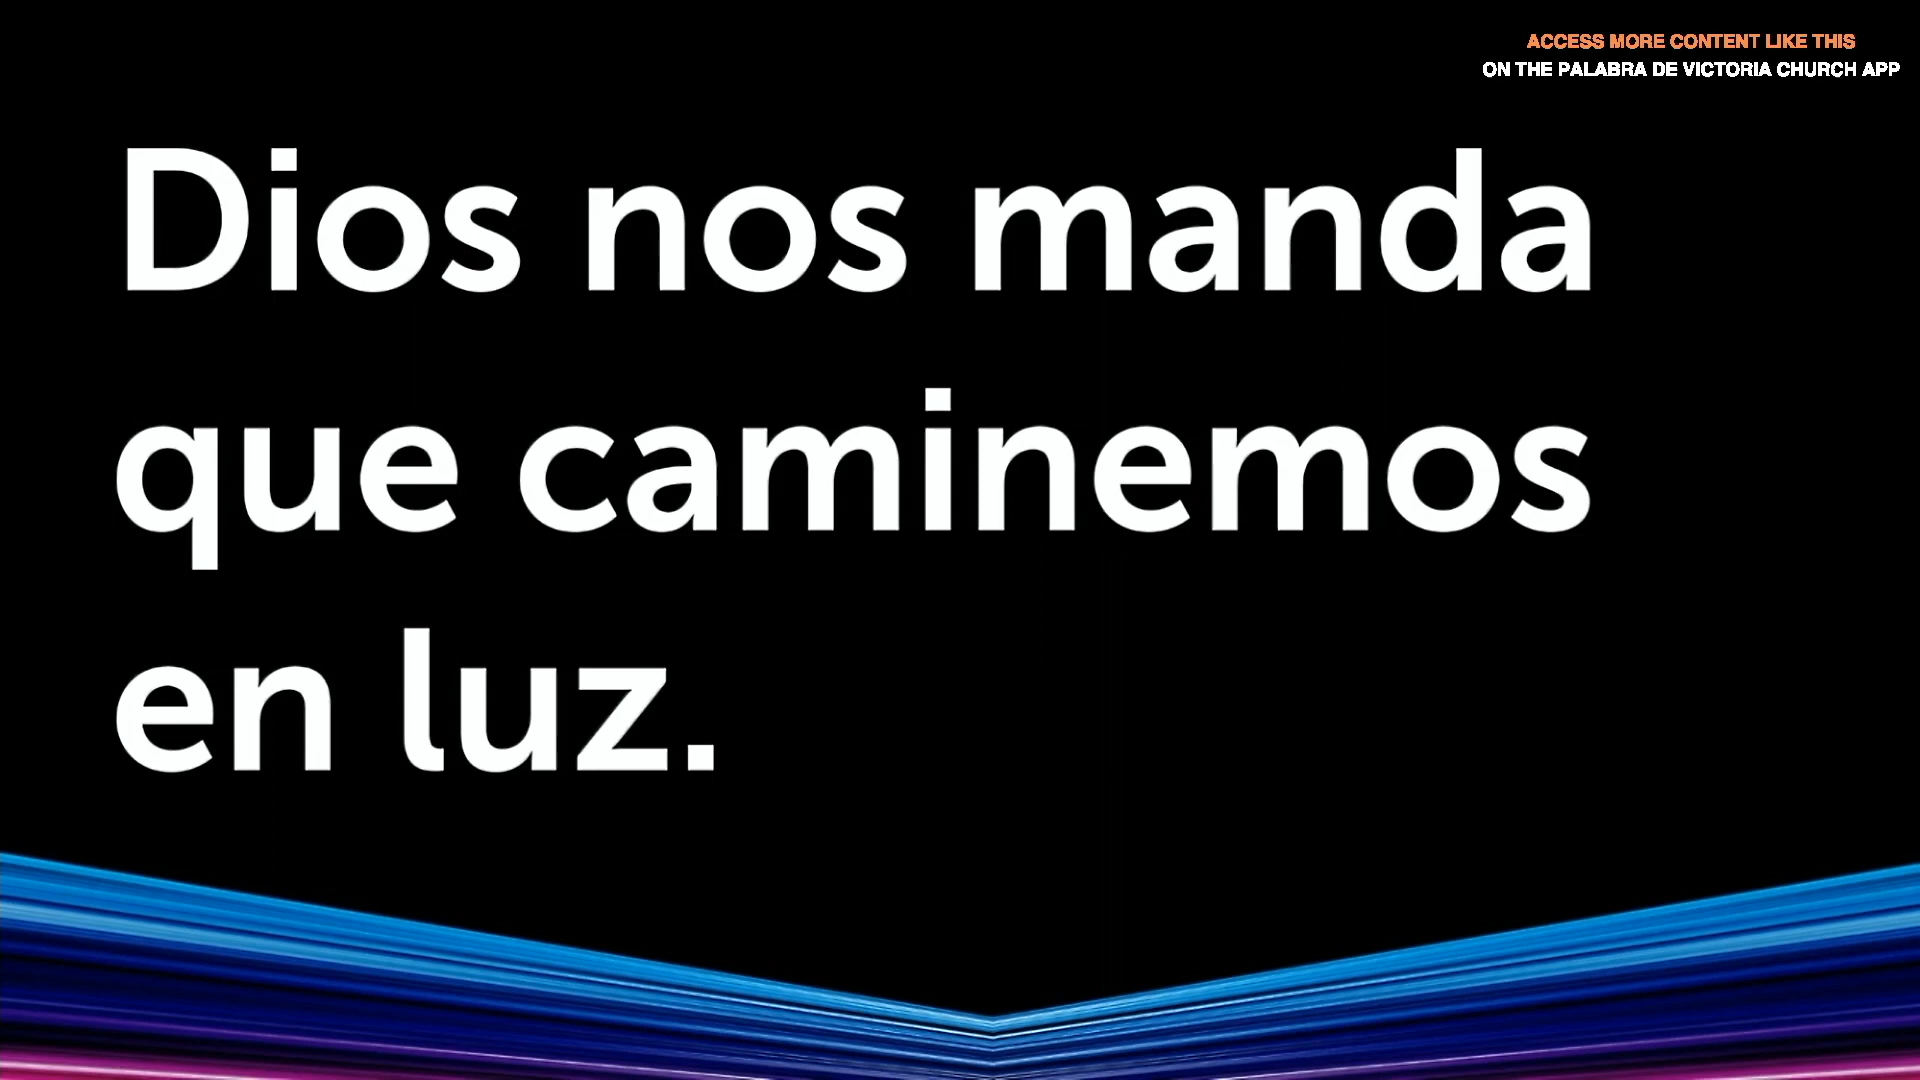 ACCESS MORE CONTENT LIKE THIS
ON THE PALABRA DE VICTORIA CHURCH APP
Dios nos manda
que caminemos
en luz.